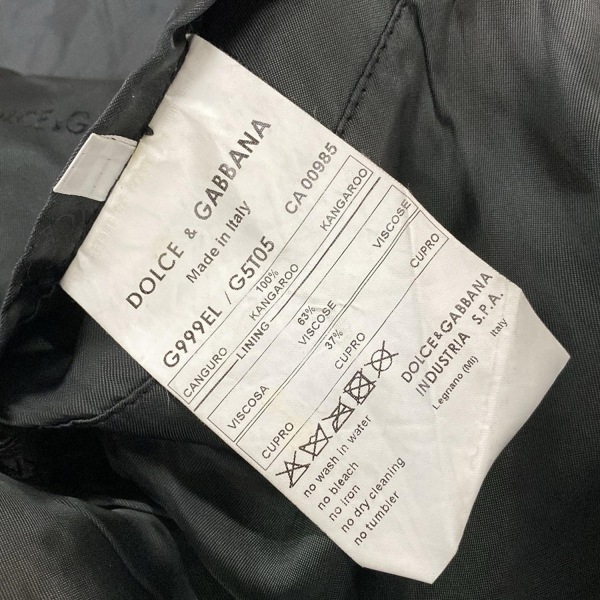 DOLCE & GABBANA
Made in Italy
G999EL / G5T05 CA 00985
100%
CANGURO KANGAROO KANGAROO
LINING
63%
VISCOSA VISCOSE VISCOSE
37%
CUPRO CUPRO CUPRO
no wash in water
no bleach
no iron
no dry cleaning
no tumbler
DOLCE&GABBANA
INDUSTRIA S.P.A.
Legnano (MI) Italy